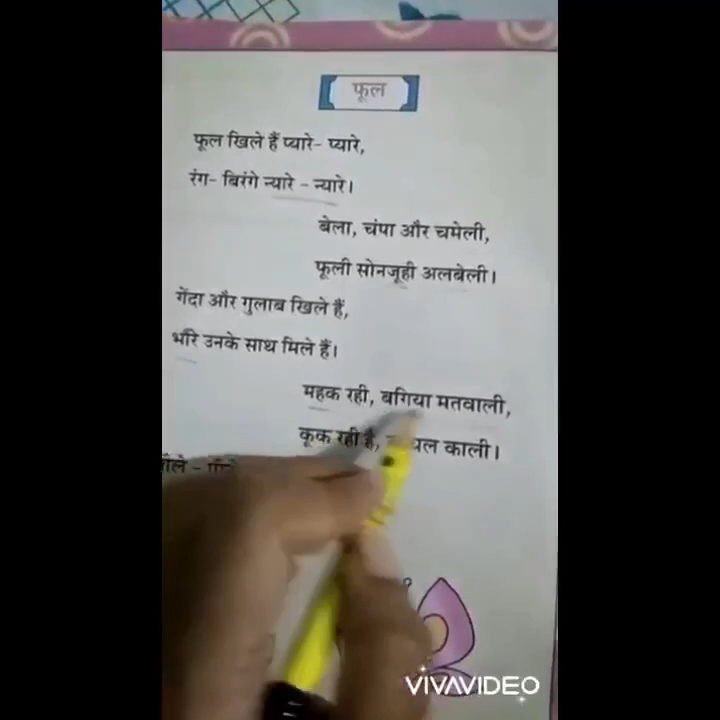 फूल
फूल खिले हैं प्यारे- प्यारे,
रंग- बिरंगे न्यारे - न्यारे।
बेला, चंपा और चमेली,
फूली सोनजूही अलबेली।
गेंदा और गुलाब खिले हैं,
भौंरे उनके साथ मिले हैं।
महक रही, बगिया मतवाली,
कूक रही है, काली।
VIVAVIDEO